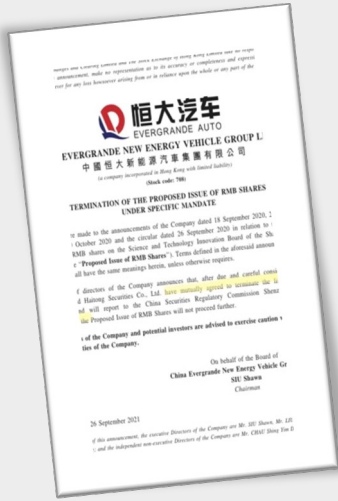 announcement, make no representation as to its accuracy or completeness and express
ever for any loss howsoever arising from or in reliance upon the whole or any part of the
恒大汽车
EVERGRANDE AUTO
EVERGRANDE NEW ENERGY VEHICLE GROUP L
中國恒大新能源汽車集團有限公司
(a company incorporated in Hong Kong with limited liability)
(Stock code: 708)
TERMINATION OF THE PROPOSED ISSUE OF RMB SHARES
UNDER SPECIFIC MANDATE
made to the announcements of the Company dated 18 September 2020, 2
October 2020 and the circular dated 26 September 2020 in relation to
RMB shares on the Science and Technology Innovation Board of the Sh
"Proposed Issue of RMB Shares"). Terms defined in the aforesaid announ
all have the same meanings herein, unless otherwise requires.
f directors of the Company announces that, after due and careful consi
d Haitong Securities Co., Ltd. have mutually agreed to terminate the
nd will report to the China Securities Regulatory Commission Shenz
the Proposed Issue of RMB Shares will not proceed further.
s of the Company and potential investors are advised to exercise caution
ties of the Company.
On behalf of the Board of
China Evergrande New Energy Vehicle Gr
SIU Shawn
Chairman
26 September 2021
f this announcement, the executive Directors of the Company are Mr. SIU Shawn, Mr. LIU
and the independent non-executive Directors of the Company are Mr. CHAU Shing Yim